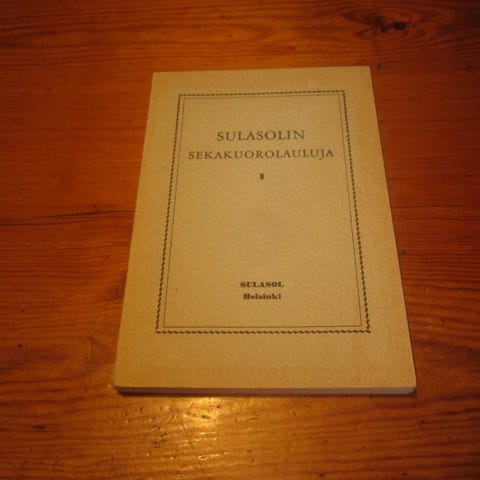 SULASOLIN
SEKAKUOROLAULUJA
I
SULASOL
Helsinki